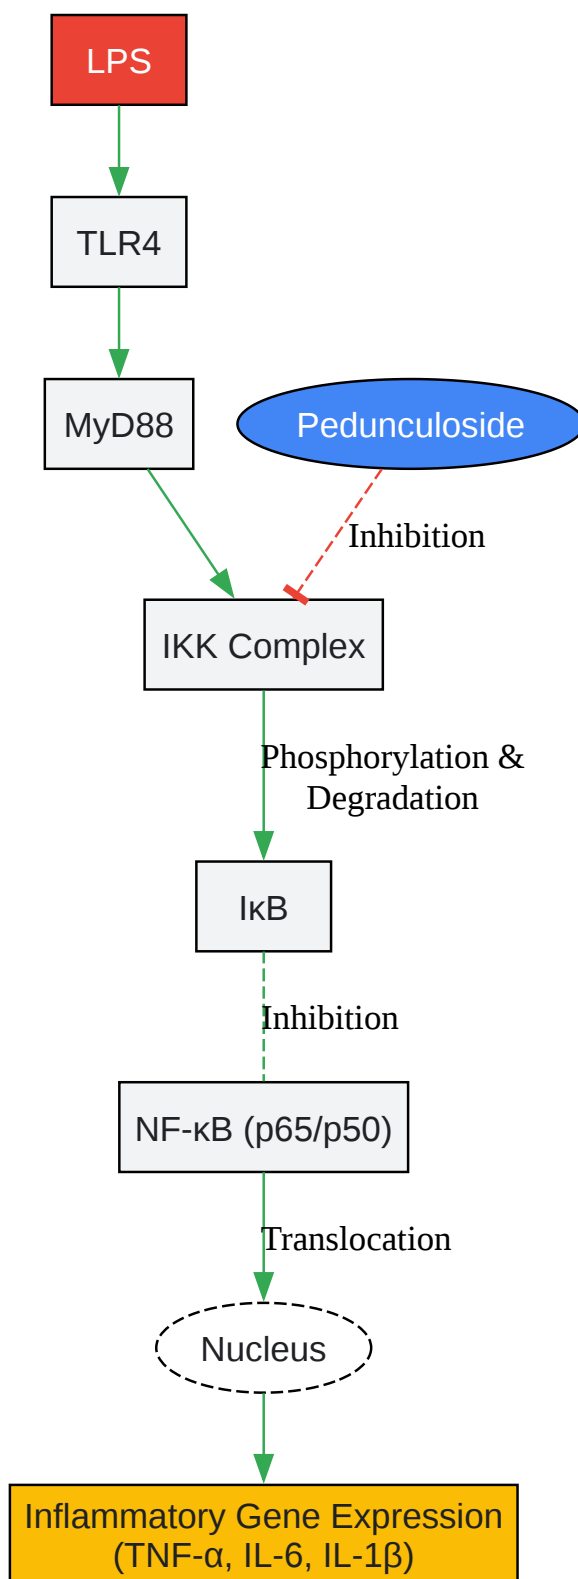 LPS
TLR4
MyD88
Pedunculoside
Inhibition
IKK Complex
Phosphorylation &
Degradation
IκB
Inhibition
NF-κB (p65/p50)
Translocation
Nucleus
Inflammatory Gene Expression
(TNF-α, IL-6, IL-1β)